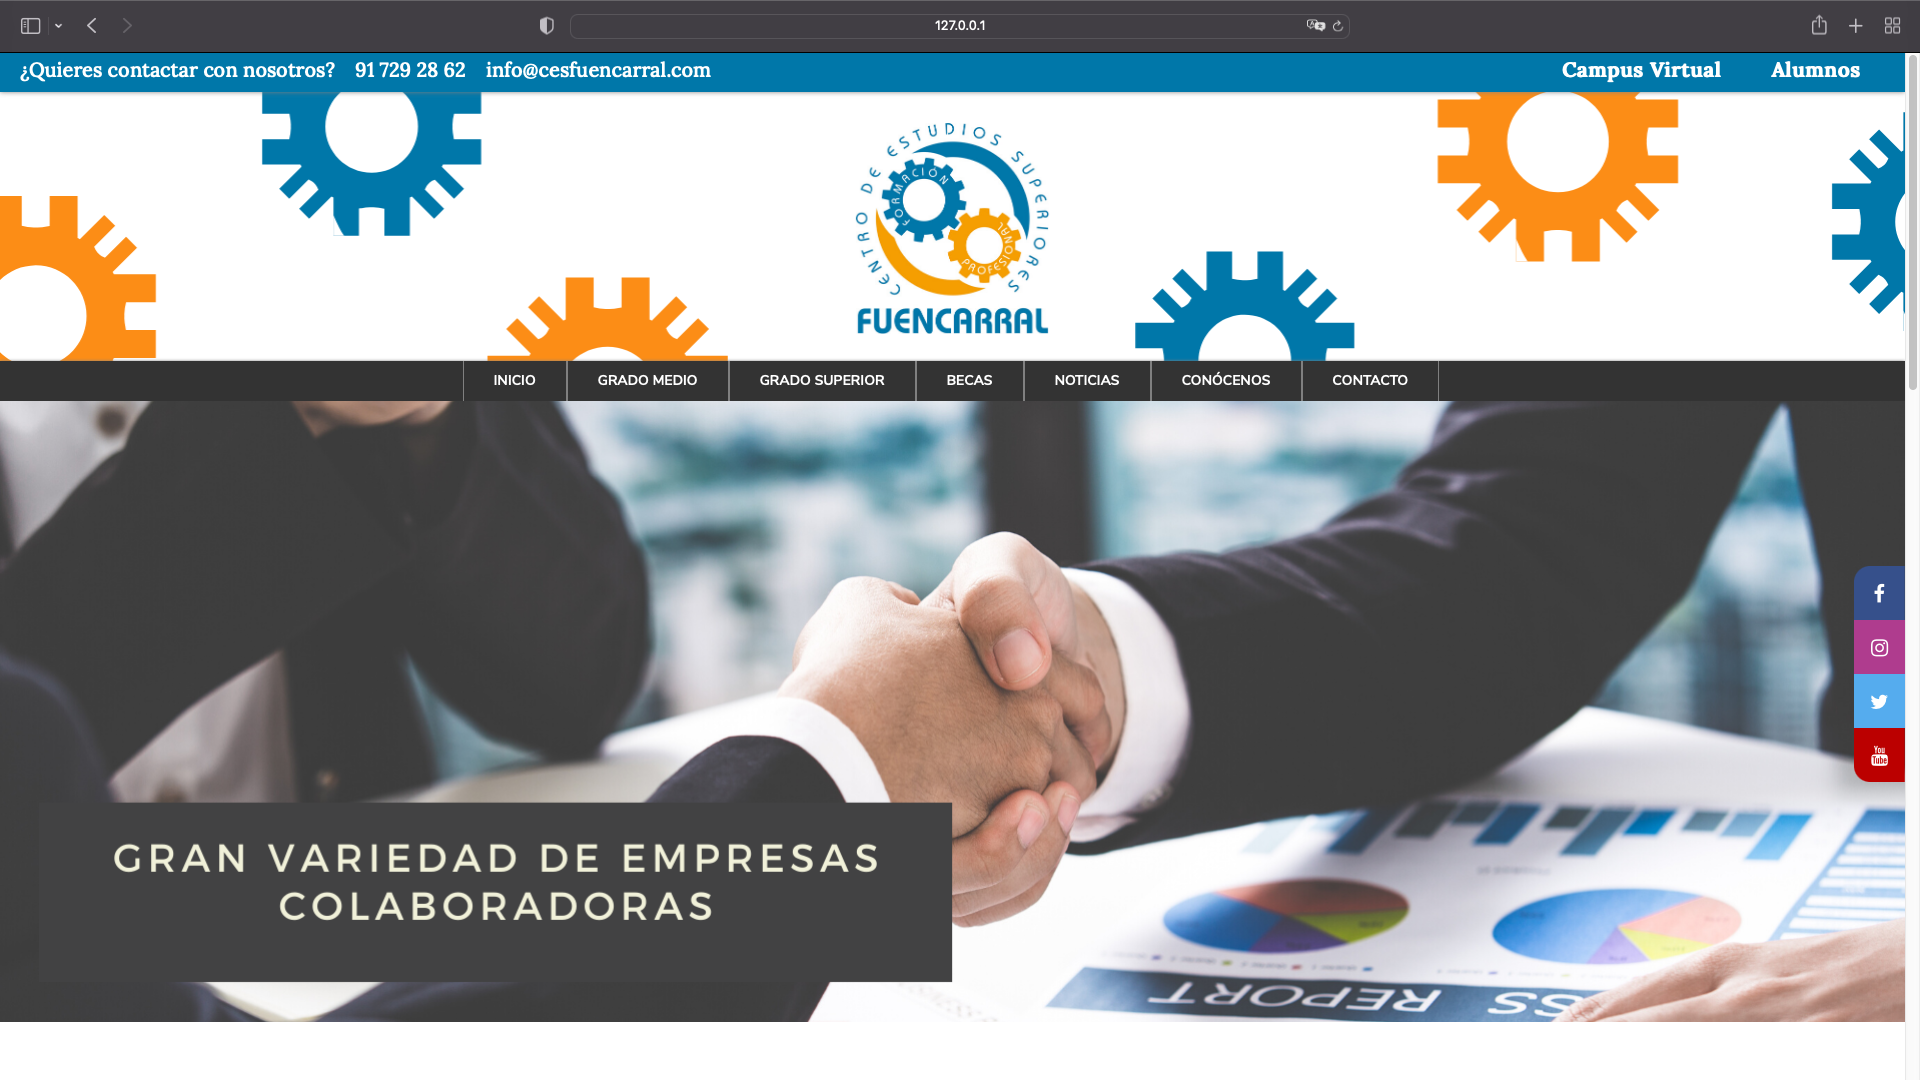 127.0.0.1
¿Quieres contactar con nosotros? 91 729 28 62 info@cesfuencarral.com Campus Virtual Alumnos
CENTRO DE ESTUDIOS SUPERIORES
FORMACIÓN
PROFESIONAL
FUENCARRAL
INICIO GRADO MEDIO GRADO SUPERIOR BECAS NOTICIAS CONÓCENOS CONTACTO
You
Tube
GRAN VARIEDAD DE EMPRESAS
COLABORADORAS
SS REPORT